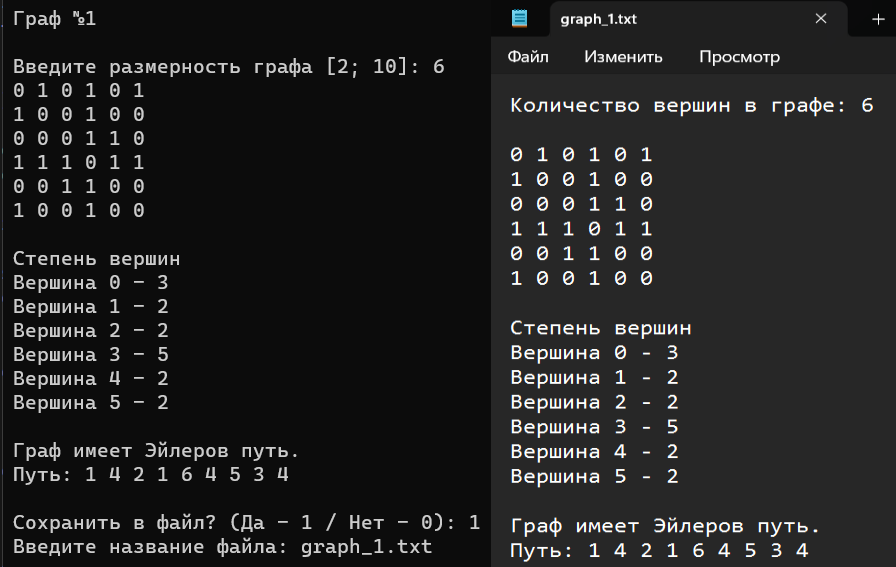 Граф №1
Введите размерность графа [2; 10]: 6
0 1 0 1 0 1
1 0 0 1 0 0
0 0 0 1 1 0
1 1 1 0 1 1
0 0 1 1 0 0
1 0 0 1 0 0
Степень вершин
Вершина 0 - 3
Вершина 1 - 2
Вершина 2 - 2
Вершина 3 - 5
Вершина 4 - 2
Вершина 5 - 2
Граф имеет Эйлеров путь.
Путь: 1 4 2 1 6 4 5 3 4
Сохранить в файл? (Да - 1 / Нет - 0): 1
Введите название файла: graph_1.txt
graph_1.txt
Файл Изменить Просмотр
Количество вершин в графе: 6
0 1 0 1 0 1
1 0 0 1 0 0
0 0 0 1 1 0
1 1 1 0 1 1
0 0 1 1 0 0
1 0 0 1 0 0
Степень вершин
Вершина 0 - 3
Вершина 1 - 2
Вершина 2 - 2
Вершина 3 - 5
Вершина 4 - 2
Вершина 5 - 2
Граф имеет Эйлеров путь.
Путь: 1 4 2 1 6 4 5 3 4